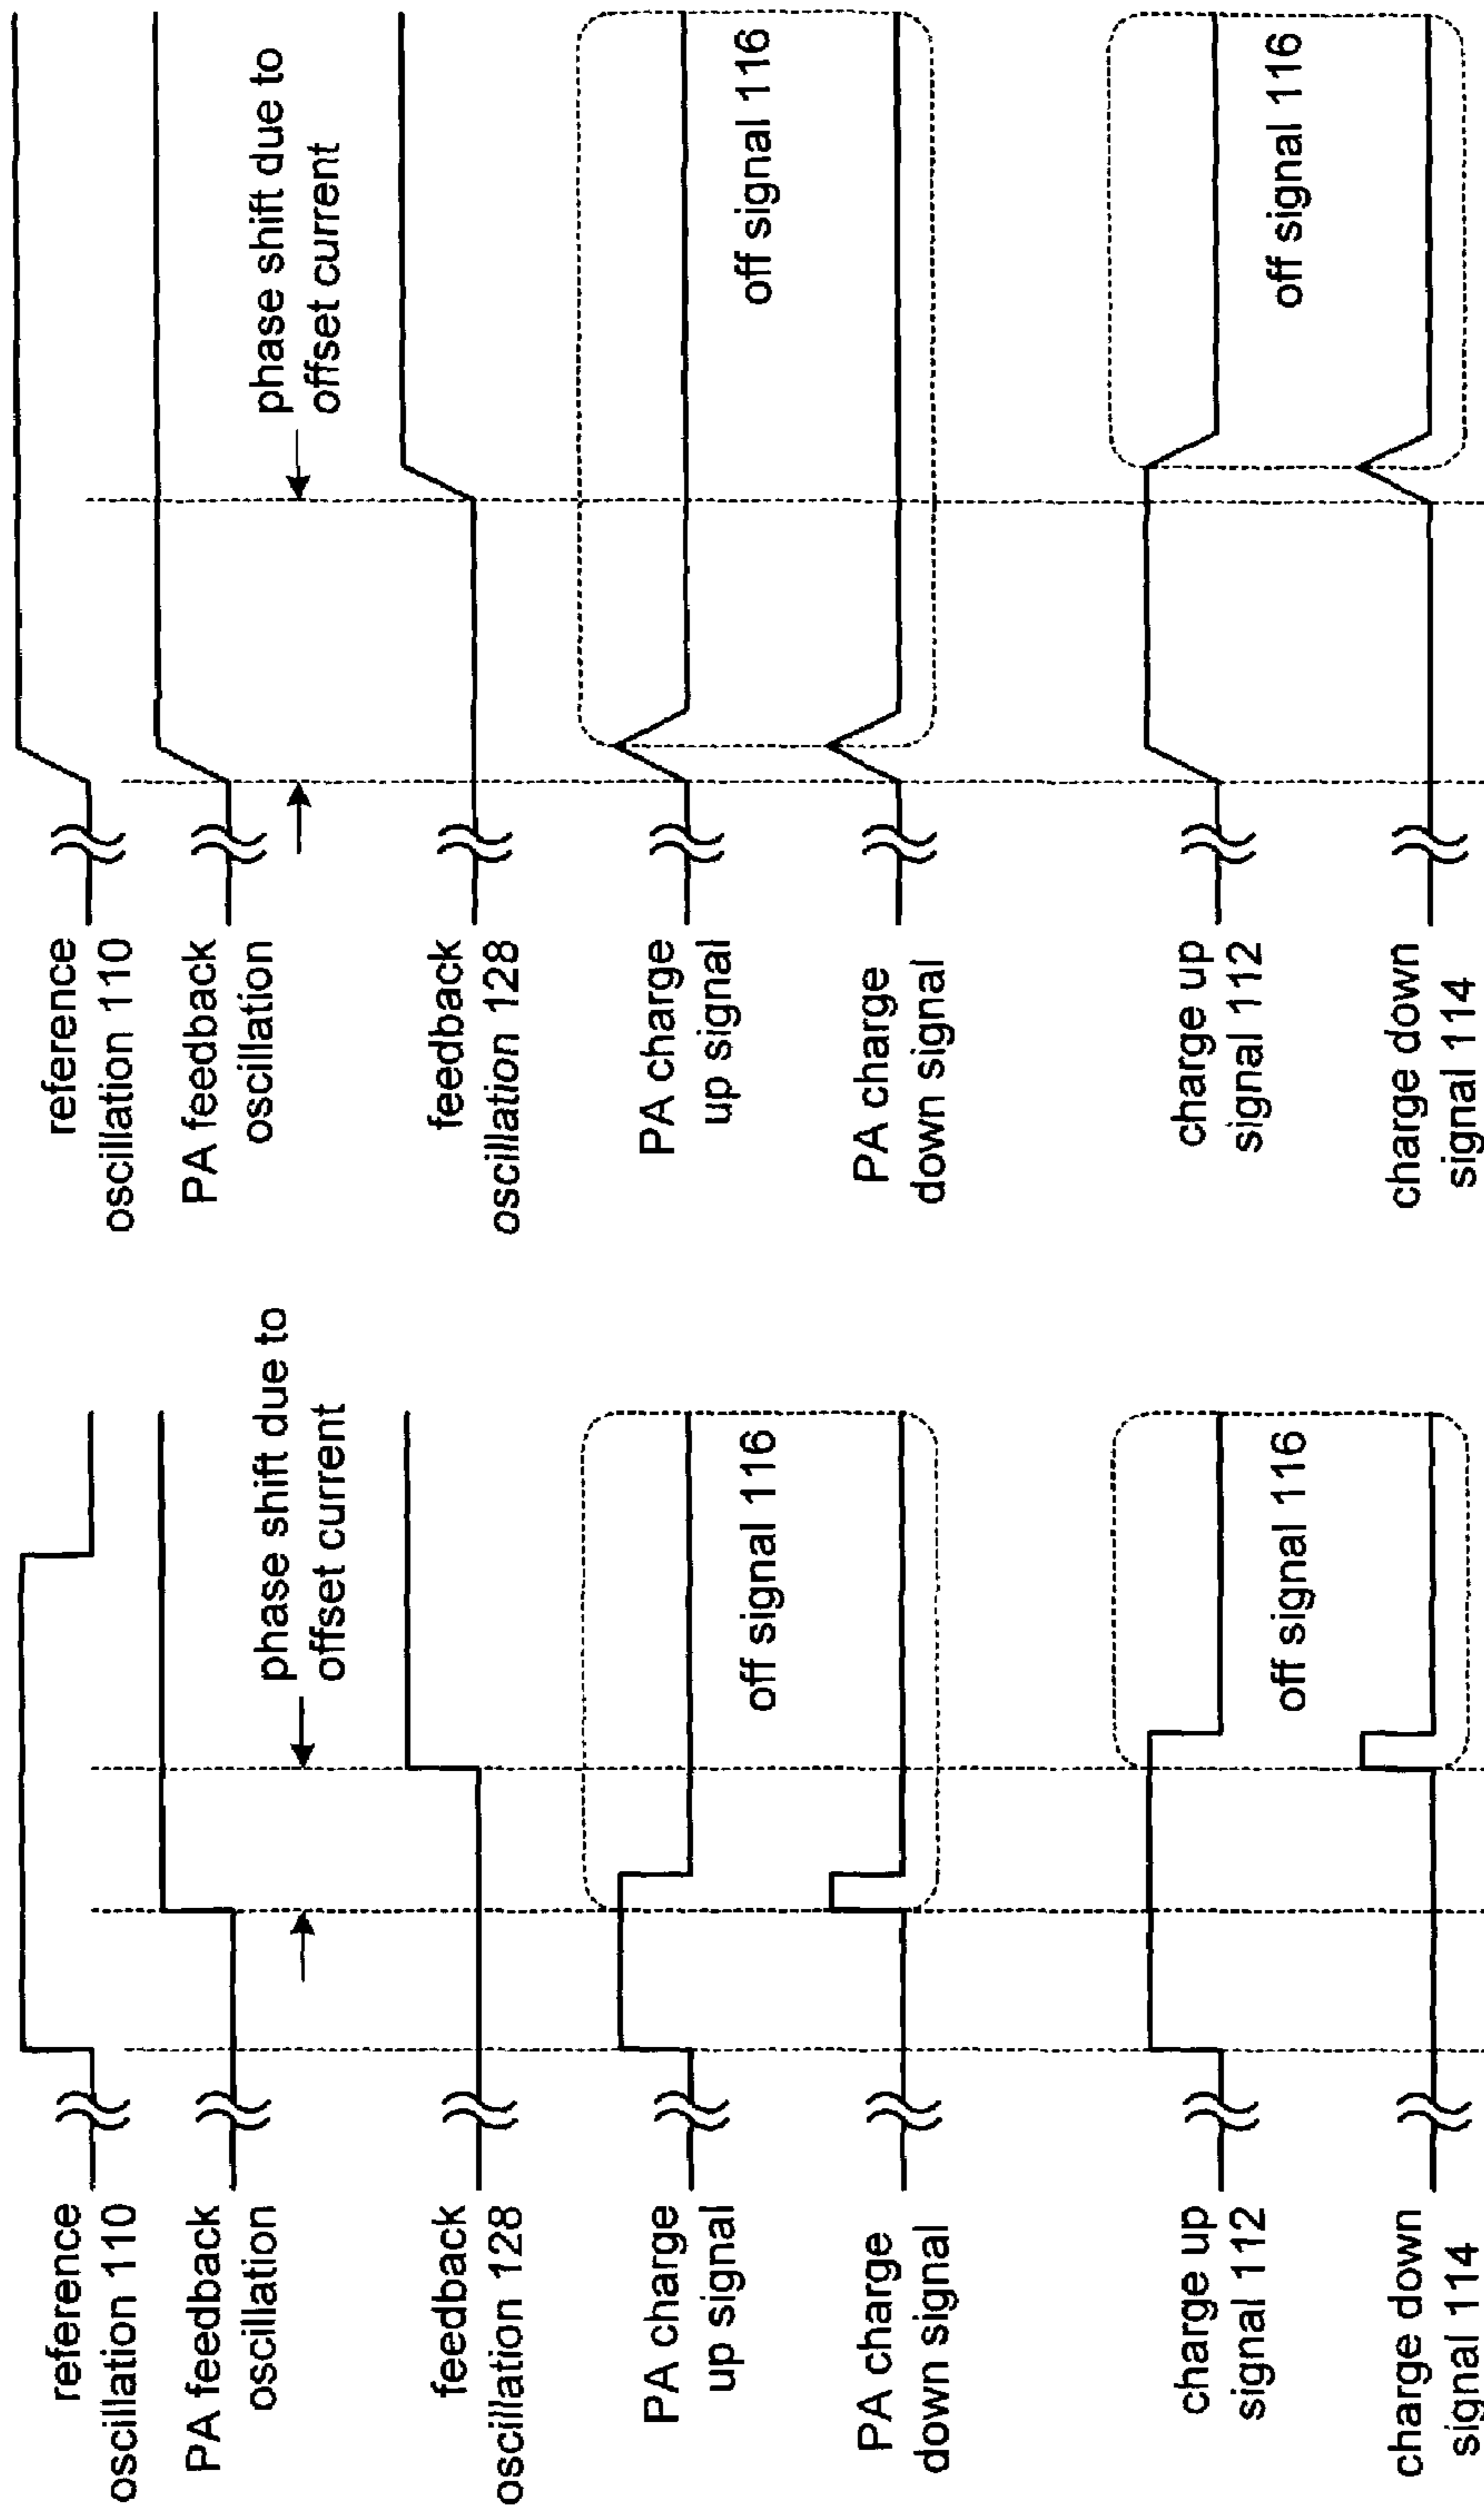 reference
oscillation 110
PA feedback
oscillation
phase shift due to
offset current
feedback
oscillation 128
PA charge
up signal
off signal 116
PA charge
down signal
charge up
signal 112
off signal 116
charge down
signal 114
reference
oscillation 110
PA feedback
oscillation
phase shift due to
offset current
feedback
oscillation 128
PA charge
up signal
off signal 116
PA charge
down signal
charge up
signal 112
off signal 116
charge down
signal 114